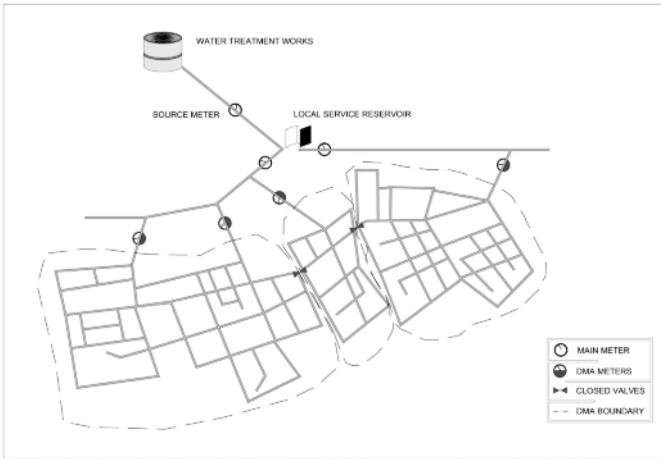 WATER TREATMENT WORKS
SOURCE METER
LOCAL SERVICE RESERVOIR
MAIN METER
DMA METERS
CLOSED VALVES
DMA BOUNDARY